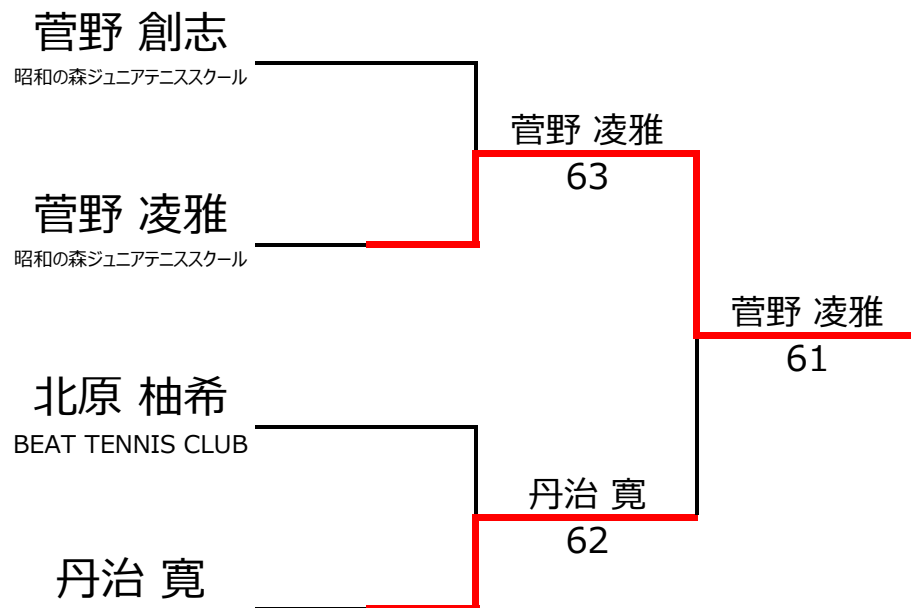 菅野 創志
昭和の森ジュニアテニススクール
菅野 凌雅
63
菅野 凌雅
昭和の森ジュニアテニススクール
菅野 凌雅
61
北原 柚希
BEAT TENNIS CLUB
丹治 寛
62
丹治 寛